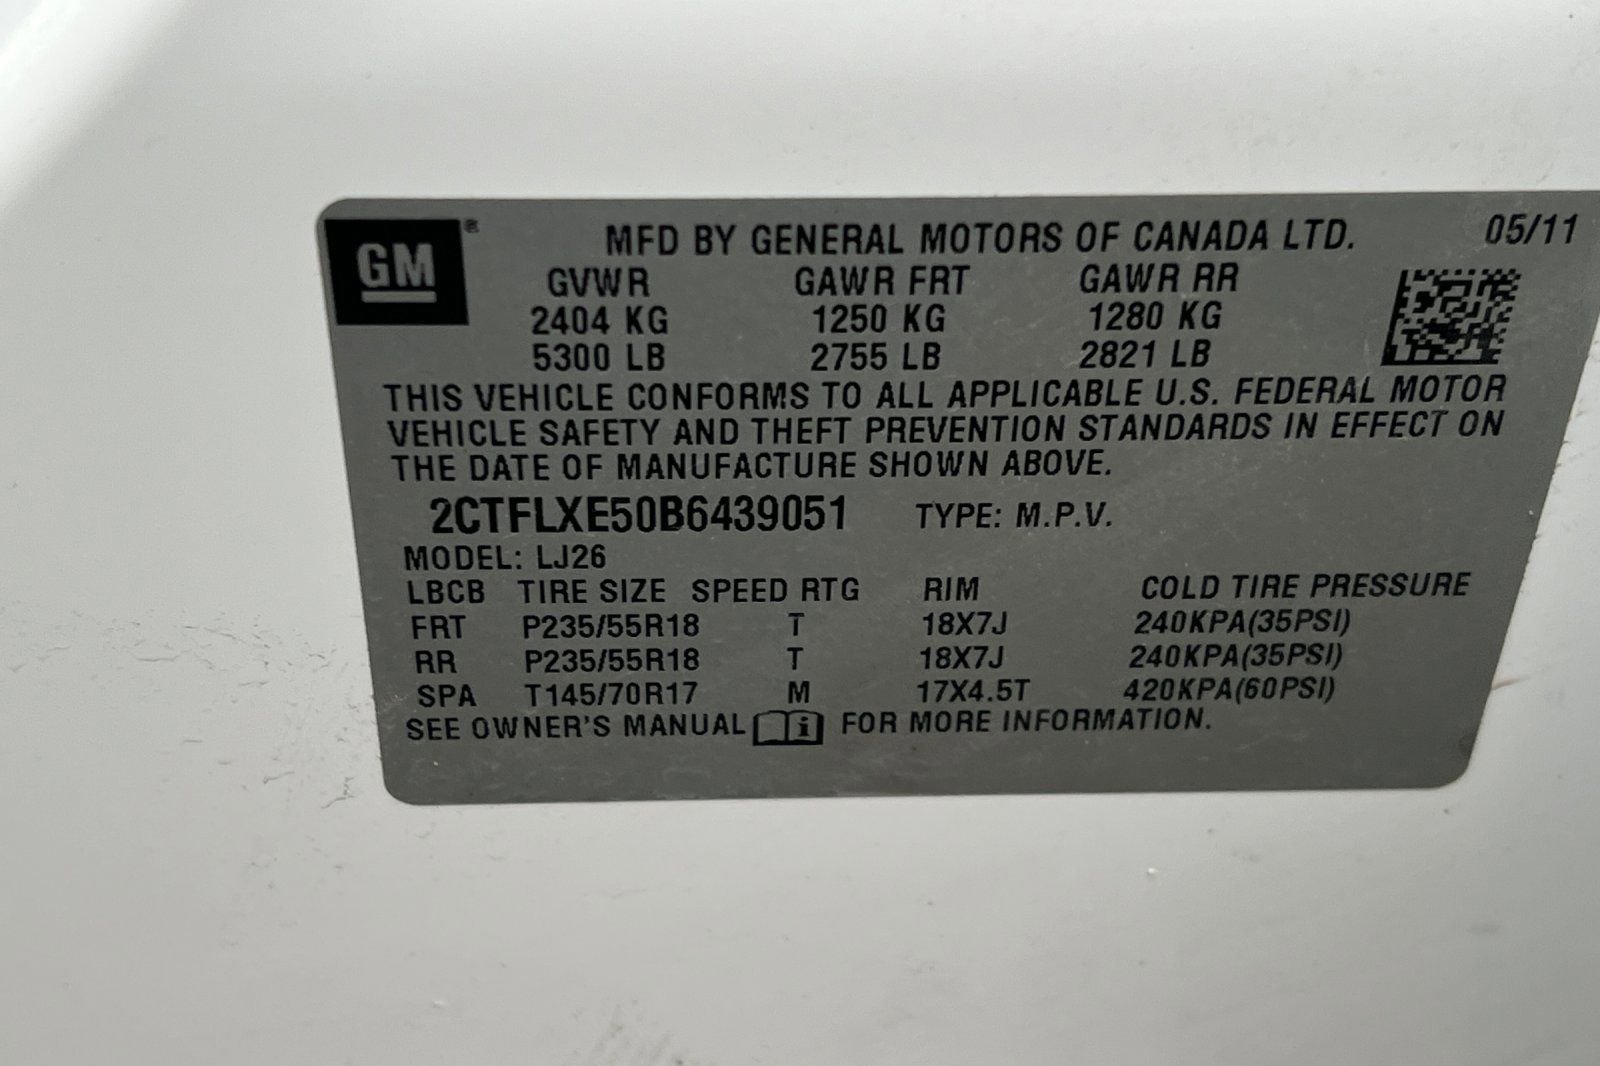 GM ®
MFD BY GENERAL MOTORS OF CANADA LTD. 05/11
GVWR GAWR FRT GAWR RR
2404 KG 1250 KG 1280 KG
5300 LB 2755 LB 2821 LB
THIS VEHICLE CONFORMS TO ALL APPLICABLE U.S. FEDERAL MOTOR
VEHICLE SAFETY AND THEFT PREVENTION STANDARDS IN EFFECT ON
THE DATE OF MANUFACTURE SHOWN ABOVE.
2CTFLXE50B6439051 TYPE: M.P.V.
MODEL: LJ26
LBCB TIRE SIZE SPEED RTG RIM COLD TIRE PRESSURE
FRT P235/55R18 T 18X7J 240KPA(35PSI)
RR P235/55R18 T 18X7J 240KPA(35PSI)
SPA T145/70R17 M 17X4.5T 420KPA(60PSI)
SEE OWNER'S MANUAL i FOR MORE INFORMATION.